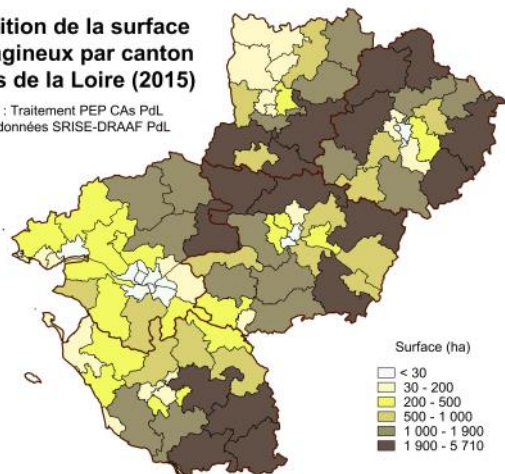 ition de la surface
gineux par canton
s de la Loire (2015)
: Traitement PEP CAs PdL
données SRISE-DRAAF PdL
Surface (ha)
< 30
30 - 200
200 - 500
500 - 1 000
1 000 - 1 900
1 900 - 5 710